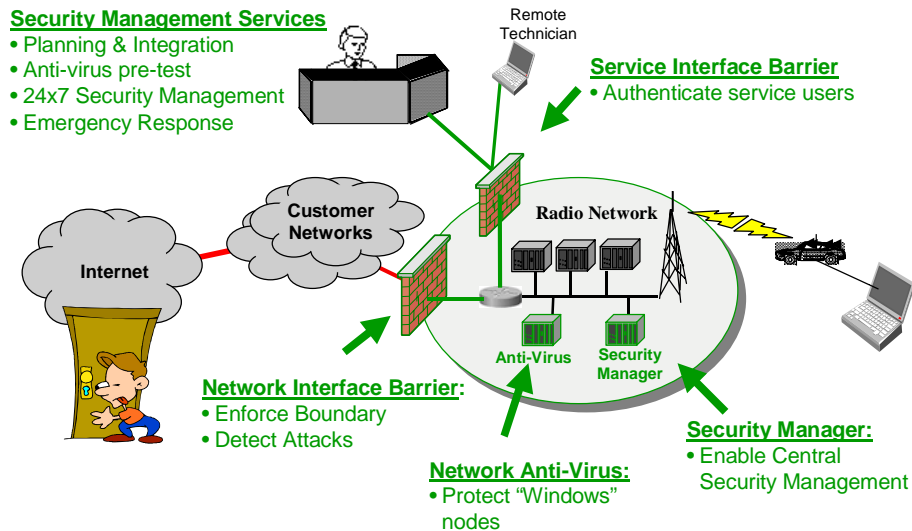 Security Management Services
• Planning & Integration
• Anti-virus pre-test
• 24x7 Security Management
• Emergency Response
Remote
Technician
Service Interface Barrier
• Authenticate service users
Customer
Networks
Internet
Radio Network
Anti-Virus
Security
Manager
Network Interface Barrier:
• Enforce Boundary
• Detect Attacks
Network Anti-Virus:
• Protect “Windows”
nodes
Security Manager:
• Enable Central
Security Management